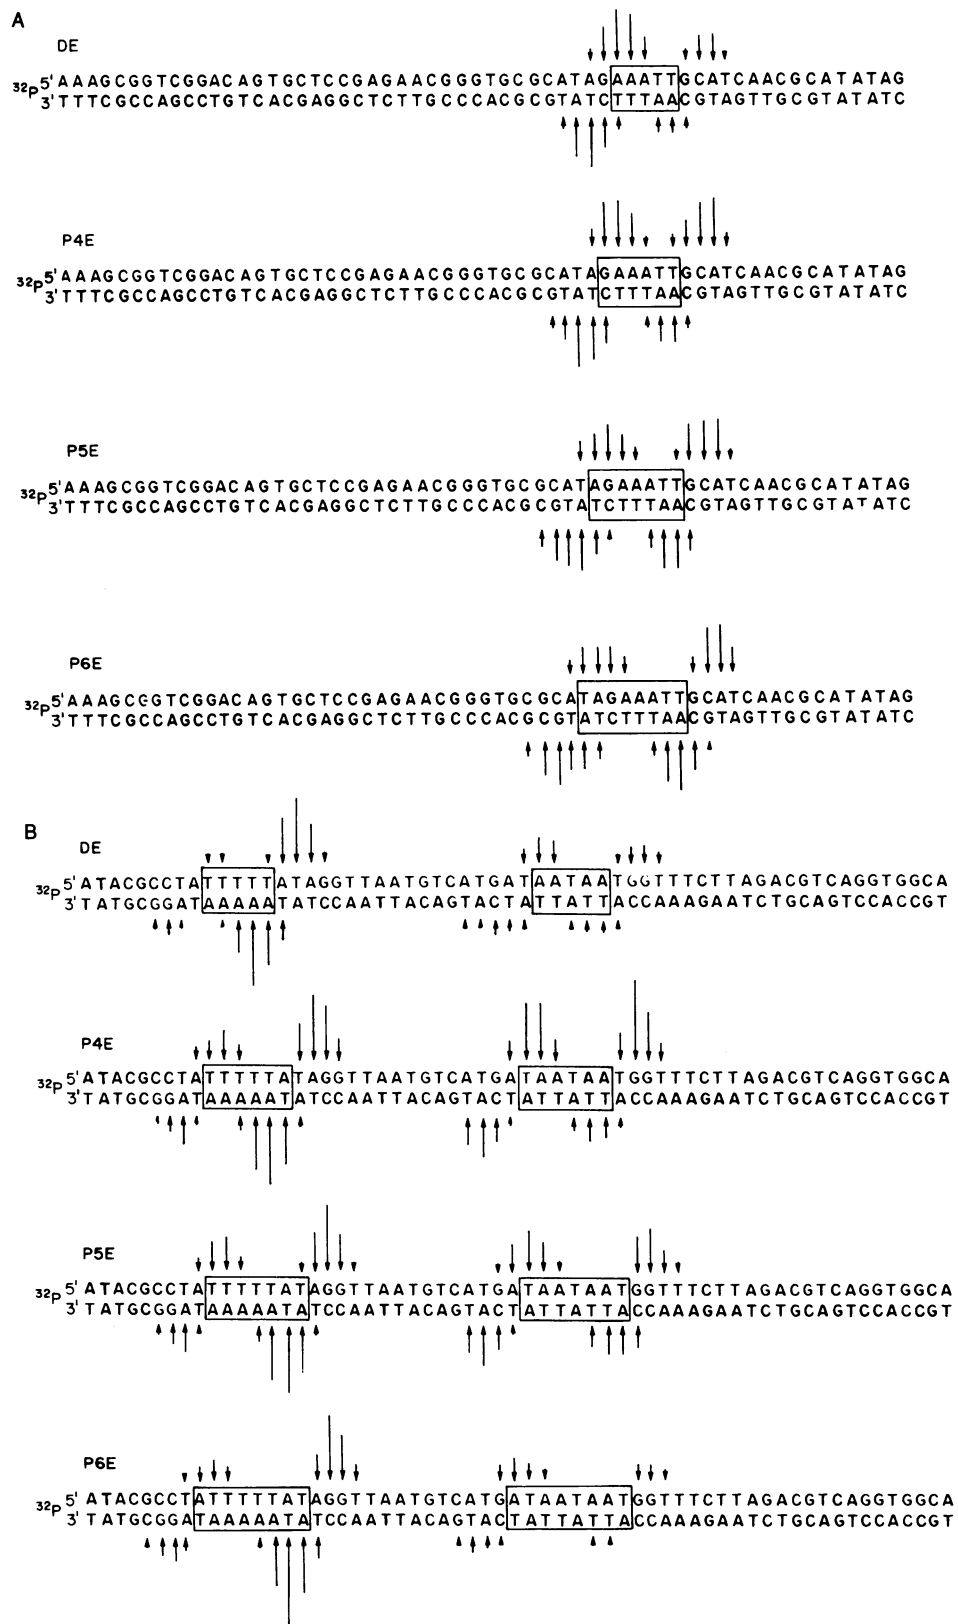 A
DE
32P 5' AAAGCGGTCGGACAGTGCTCCGAGAACGGGTGCGCATAGAAATTGCATCAACGCATATAG
3' TTTCGCCAGCCTGTCACGAGGCTCTTGCCCACGCGTATCTTTAACGTAGTTGCGTATATC
P4E
32P 5' AAAGCGGTCGGACAGTGCTCCGAGAACGGGTGCGCATAGAAATTGCATCAACGCATATAG
3' TTTCGCCAGCCTGTCACGAGGCTCTTGCCCACGCGTATCTTTAACGTAGTTGCGTATATC
P5E
32P 5' AAAGCGGTCGGACAGTGCTCCGAGAACGGGTGCGCATAGAAATTGCATCAACGCATATAG
3' TTTCGCCAGCCTGTCACGAGGCTCTTGCCCACGCGTATCTTTAACGTAGTTGCGTATATC
P6E
32P 5' AAAGCGGTCGGACAGTGCTCCGAGAACGGGTGCGCATAGAAATTGCATCAACGCATATAG
3' TTTCGCCAGCCTGTCACGAGGCTCTTGCCCACGCGTATCTTTAACGTAGTTGCGTATATC
B
DE
32P 5' ATACGCCTATTTTTATAGGTTAATGTCATGATAATAATGGTTTCTTAGACGTCAGGTGGCA
3' TATGCGGATAAAAATATCCAATTACAGTACTATTATTACCAAAGAATCTGCAGTCCACCGT
P4E
32P 5' ATACGCCTATTTTTATAGGTTAATGTCATGATAATAATGGTTTCTTAGACGTCAGGTGGCA
3' TATGCGGATAAAAATATCCAATTACAGTACTATTATTACCAAAGAATCTGCAGTCCACCGT
P5E
32P 5' ATACGCCTATTTTTATAGGTTAATGTCATGATAATAATGGTTTCTTAGACGTCAGGTGGCA
3' TATGCGGATAAAAATATCCAATTACAGTACTATTATTACCAAAGAATCTGCAGTCCACCGT
P6E
32P 5' ATACGCCTATTTTTATAGGTTAATGTCATGATAATAATGGTTTCTTAGACGTCAGGTGGCA
3' TATGCGGATAAAAATATCCAATTACAGTACTATTATTACCAAAGAATCTGCAGTCCACCGT